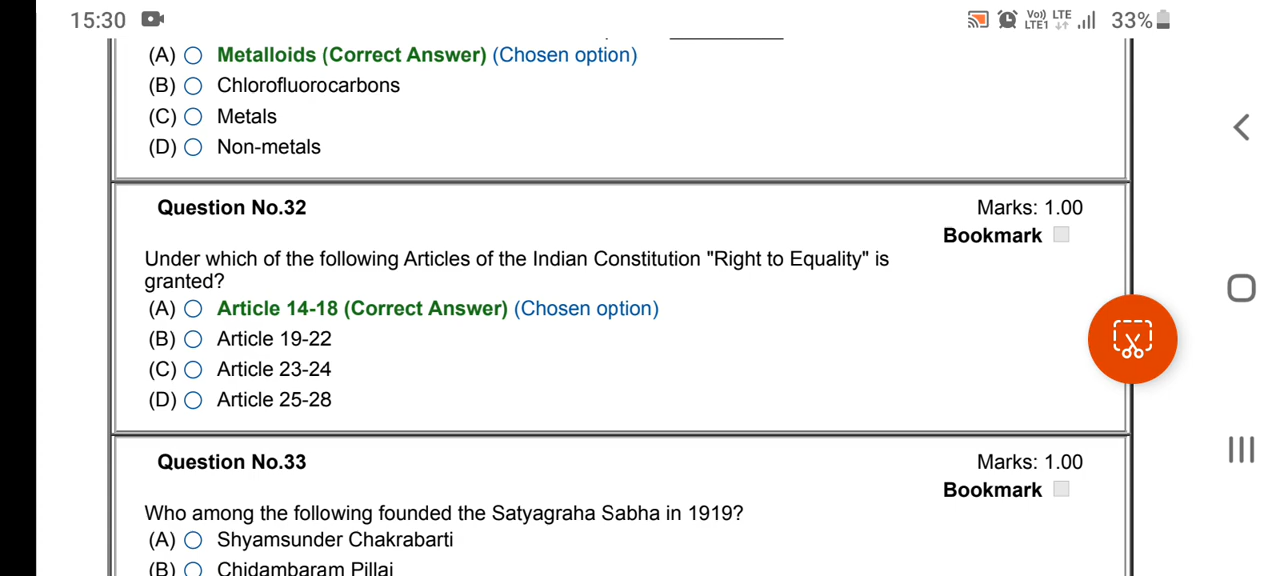 15:30
Vo)) LTE
LTE1
33%
(A) Metalloids (Correct Answer) (Chosen option)
(B) Chlorofluorocarbons
(C) Metals
(D) Non-metals
Question No.32
Marks: 1.00
Bookmark
Under which of the following Articles of the Indian Constitution "Right to Equality" is
granted?
(A) Article 14-18 (Correct Answer) (Chosen option)
(B) Article 19-22
(C) Article 23-24
(D) Article 25-28
Question No.33
Marks: 1.00
Bookmark
Who among the following founded the Satyagraha Sabha in 1919?
(A) Shyamsunder Chakrabarti
(B) Chidambaram Pillai